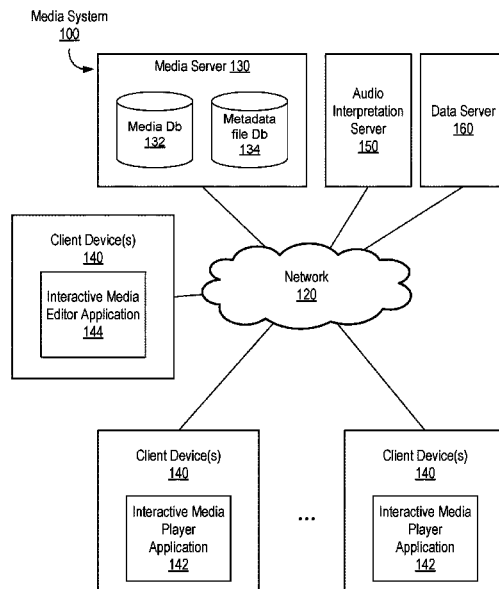 Media System
100
Media Server 130
Media Db
132
Metadata
file Db
134
Audio
Interpretation
Server
150
Data Server
160
Client Device(s)
140
Interactive Media
Editor Application
144
Network
120
Client Device(s)
140
Interactive Media
Player
Application
142
...
Client Device(s)
140
Interactive Media
Player
Application
142